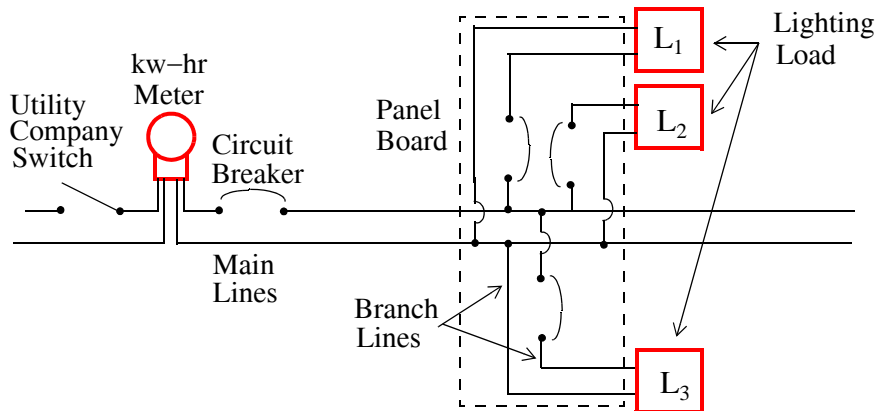 kw−hr
Meter
Utility
Company
Switch
Circuit
Breaker
Panel
Board
L1
L2
Lighting
Load
Main
Lines
Branch
Lines
L3